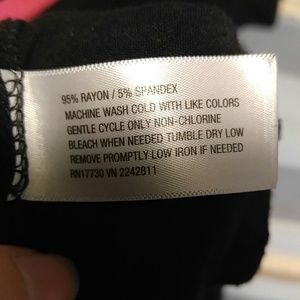 95% RAYON / 5% SPANDEX
MACHINE WASH COLD WITH LIKE COLORS
GENTLE CYCLE ONLY NON-CHLORINE
BLEACH WHEN NEEDED TUMBLE DRY LOW
REMOVE PROMPTLY LOW IRON IF NEEDED
RN17730 VN 2242811